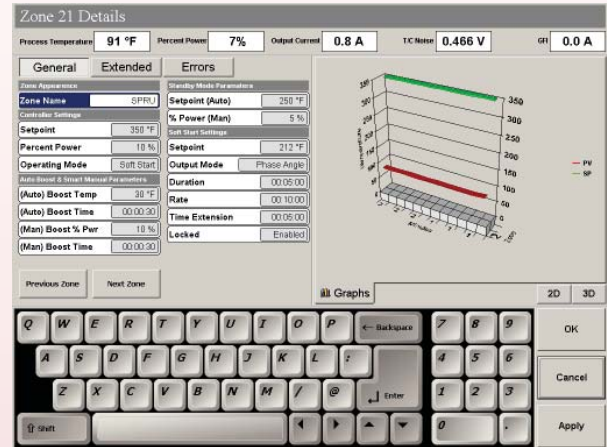 Zone 21 Details
Process Temperature 91 °F Percent Power 7% Output Current 0.8 A T/C Noise 0.466 V GFI 0.0 A
General Extended Errors
Zone Appearance
Zone Name SPRU
Controller Settings
Setpoint 350 °F
Percent Power 10 %
Operating Mode Soft Start
Auto Boost & Smart Manual Parameters
(Auto) Boost Temp 30 °F
(Auto) Boost Time 00:00:30
(Man) Boost % Pwr 10 %
(Man) Boost Time 00:00:30
Standby Mode Parameters
Setpoint (Auto) 250 °F
% Power (Man) 5 %
Soft Start Settings
Setpoint 212 °F
Output Mode Phase Angle
Duration 00:05:00
Rate 00:10:00
Time Extension 00:05:00
Locked Enabled
Previous Zone Next Zone
350
300
250
200
150
100
50
0
Temperature
Minutes
PV
PV
SP
Graphs 2D 3D
Q W E R T Y U I O P ← Backspace 7 8 9 OK
A S D F G H J K L : 4 5 6
Z X C V B N M / @ Enter 1 2 3 Cancel
Shift 0 . Apply